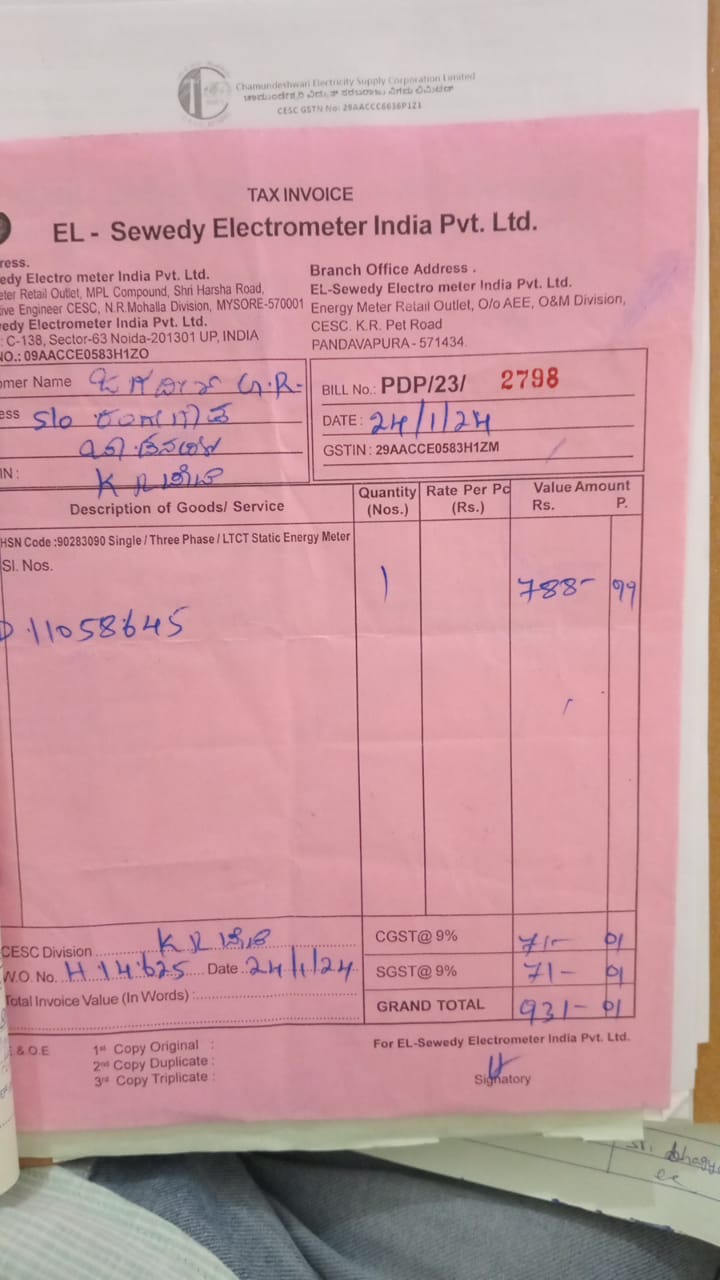 Chamundeshwari Electricity Supply Corporation Limited
CESC GSTN No: 29AACCC6636P1Z1
TAX INVOICE
EL - Sewedy Electrometer India Pvt. Ltd.
ress.
edy Electro meter India Pvt. Ltd.
eter Retail Outlet, MPL Compound, Shri Harsha Road,
ive Engineer CESC, N.R.Mohalla Division, MYSORE-570001
edy Electrometer India Pvt. Ltd.
: C-138, Sector-63 Noida-201301 UP, INDIA
NO.: 09AACCE0583H1ZO
Branch Office Address .
EL-Sewedy Electro meter India Pvt. Ltd.
Energy Meter Retail Outlet, O/o AEE, O&M Division,
CESC. K.R. Pet Road
PANDAVAPURA - 571434.
omer Name G.R.
ess S/o
IN : K R ಪೇಟೆ
BILL No.: PDP/23/ 2798
DATE : 24/1/24
GSTIN : 29AACCE0583H1ZM
Description of Goods/ Service Quantity (Nos.) Rate Per Pc (Rs.) Value Amount Rs. P.
HSN Code :90283090 Single / Three Phase / LTCT Static Energy Meter
Sl. Nos.
1 788- 99
11058645
CESC Division K R ಪೇಟೆ
W.O. No. H 14625 Date 24/1/24
Total Invoice Value (In Words) :
CGST@ 9% 71- 01
SGST@ 9% 71- 01
GRAND TOTAL 931- 01
& O.E
1st Copy Original :
2nd Copy Duplicate :
3rd Copy Triplicate :
For EL-Sewedy Electrometer India Pvt. Ltd.
Signatory